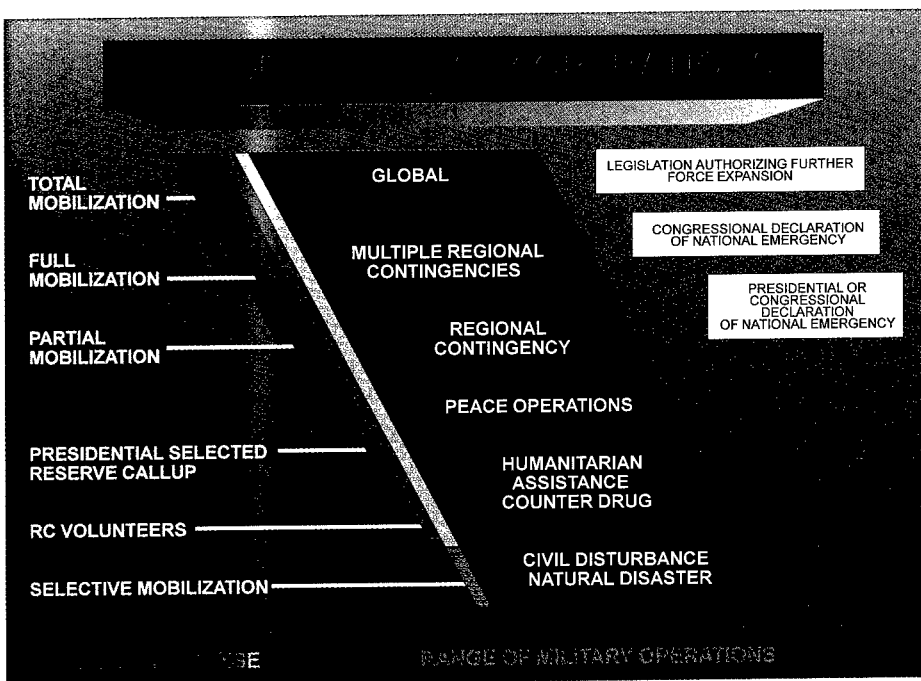 TOTAL
MOBILIZATION
FULL
MOBILIZATION
PARTIAL
MOBILIZATION
PRESIDENTIAL SELECTED
RESERVE CALLUP
RC VOLUNTEERS
SELECTIVE MOBILIZATION
GLOBAL
MULTIPLE REGIONAL
CONTINGENCIES
REGIONAL
CONTINGENCY
PEACE OPERATIONS
HUMANITARIAN
ASSISTANCE
COUNTER DRUG
CIVIL DISTURBANCE
NATURAL DISASTER
LEGISLATION AUTHORIZING FURTHER
FORCE EXPANSION
CONGRESSIONAL DECLARATION
OF NATIONAL EMERGENCY
PRESIDENTIAL OR
CONGRESSIONAL
DECLARATION
OF NATIONAL EMERGENCY
RANGE OF MILITARY OPERATIONS